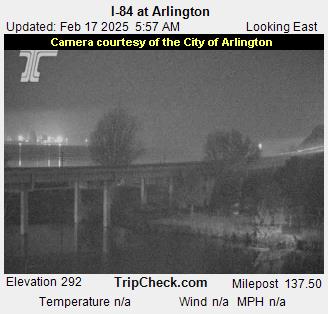 I-84 at Arlington
Updated: Feb 17 2025 5:57 AM Looking East
Camera courtesy of the City of Arlington
Elevation 292 TripCheck.com Milepost 137.50
Temperature n/a Wind n/a MPH n/a